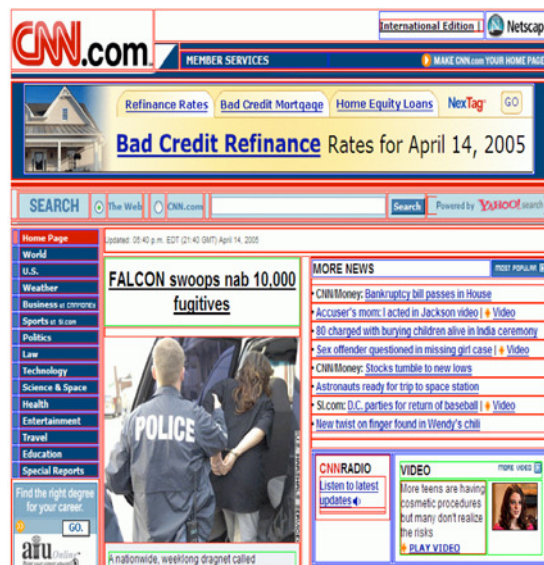 CNN.com
International Edition |
Netscap
MEMBER SERVICES
MAKE CNN.com YOUR HOME PAGE
Refinance Rates
Bad Credit Mortgage
Home Equity Loans
NexTag
GO
Bad Credit Refinance Rates for April 14, 2005
SEARCH
The Web
CNN.com
Search
Powered by YAHOO! search
Home Page
World
U.S.
Weather
Business at CNNMoney
Sports at SI.com
Politics
Law
Technology
Science & Space
Health
Entertainment
Travel
Education
Special Reports
Find the right degree
for your career.
GO.
aiu Online
Updated: 05:40 p.m. EDT (21:40 GMT) April 14, 2005
FALCON swoops nab 10,000
fugitives
POLICE
A nationwide, weeklong dragnet called
MORE NEWS
MOST POPULAR
• CNN/Money: Bankruptcy bill passes in House
• Accuser's mom: I acted in Jackson video | Video
• 80 charged with burying children alive in India ceremony
• Sex offender questioned in missing girl case | Video
• CNN/Money: Stocks tumble to new lows
• Astronauts ready for trip to space station
• SI.com: D.C. parties for return of baseball | Video
• New twist on finger found in Wendy's chili
CNNRADIO
Listen to latest
updates
VIDEO
MORE VIDEO
More teens are having
cosmetic procedures
but many don't realize
the risks
PLAY VIDEO